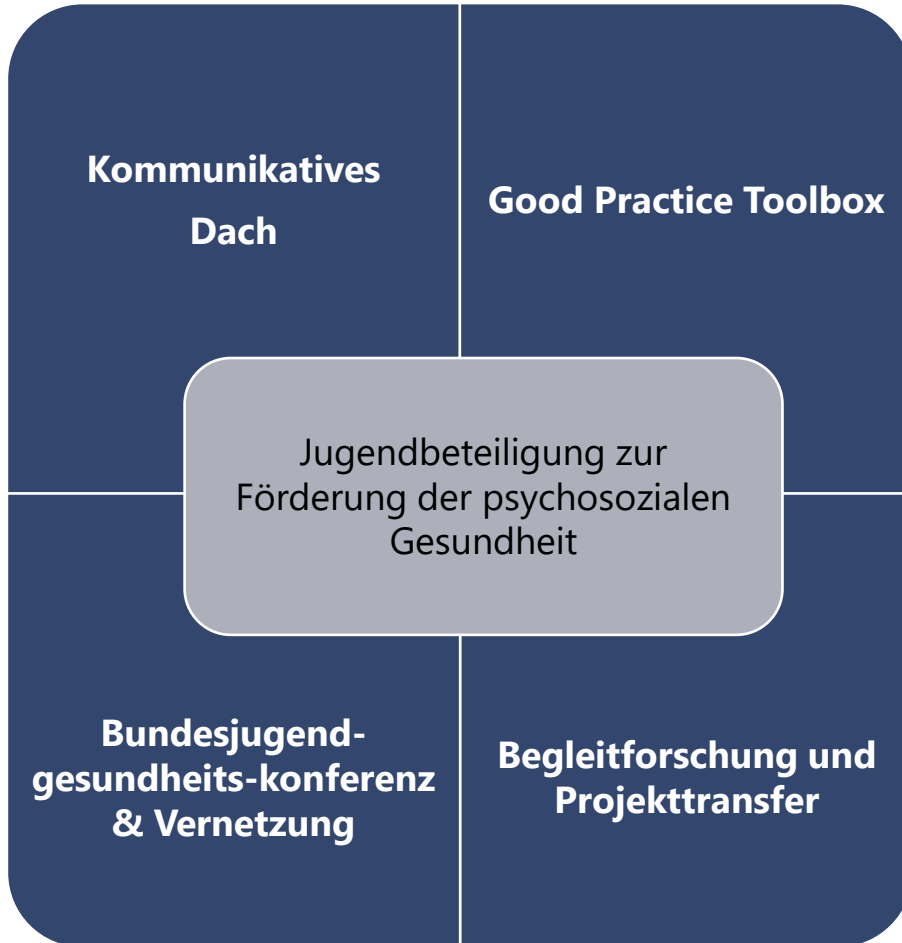 Kommunikatives
Dach
Good Practice Toolbox
Jugendbeteiligung zur
Förderung der psychosozialen
Gesundheit
Bundesjugend-
gesundheits-konferenz
& Vernetzung
Begleitforschung und
Projekttransfer